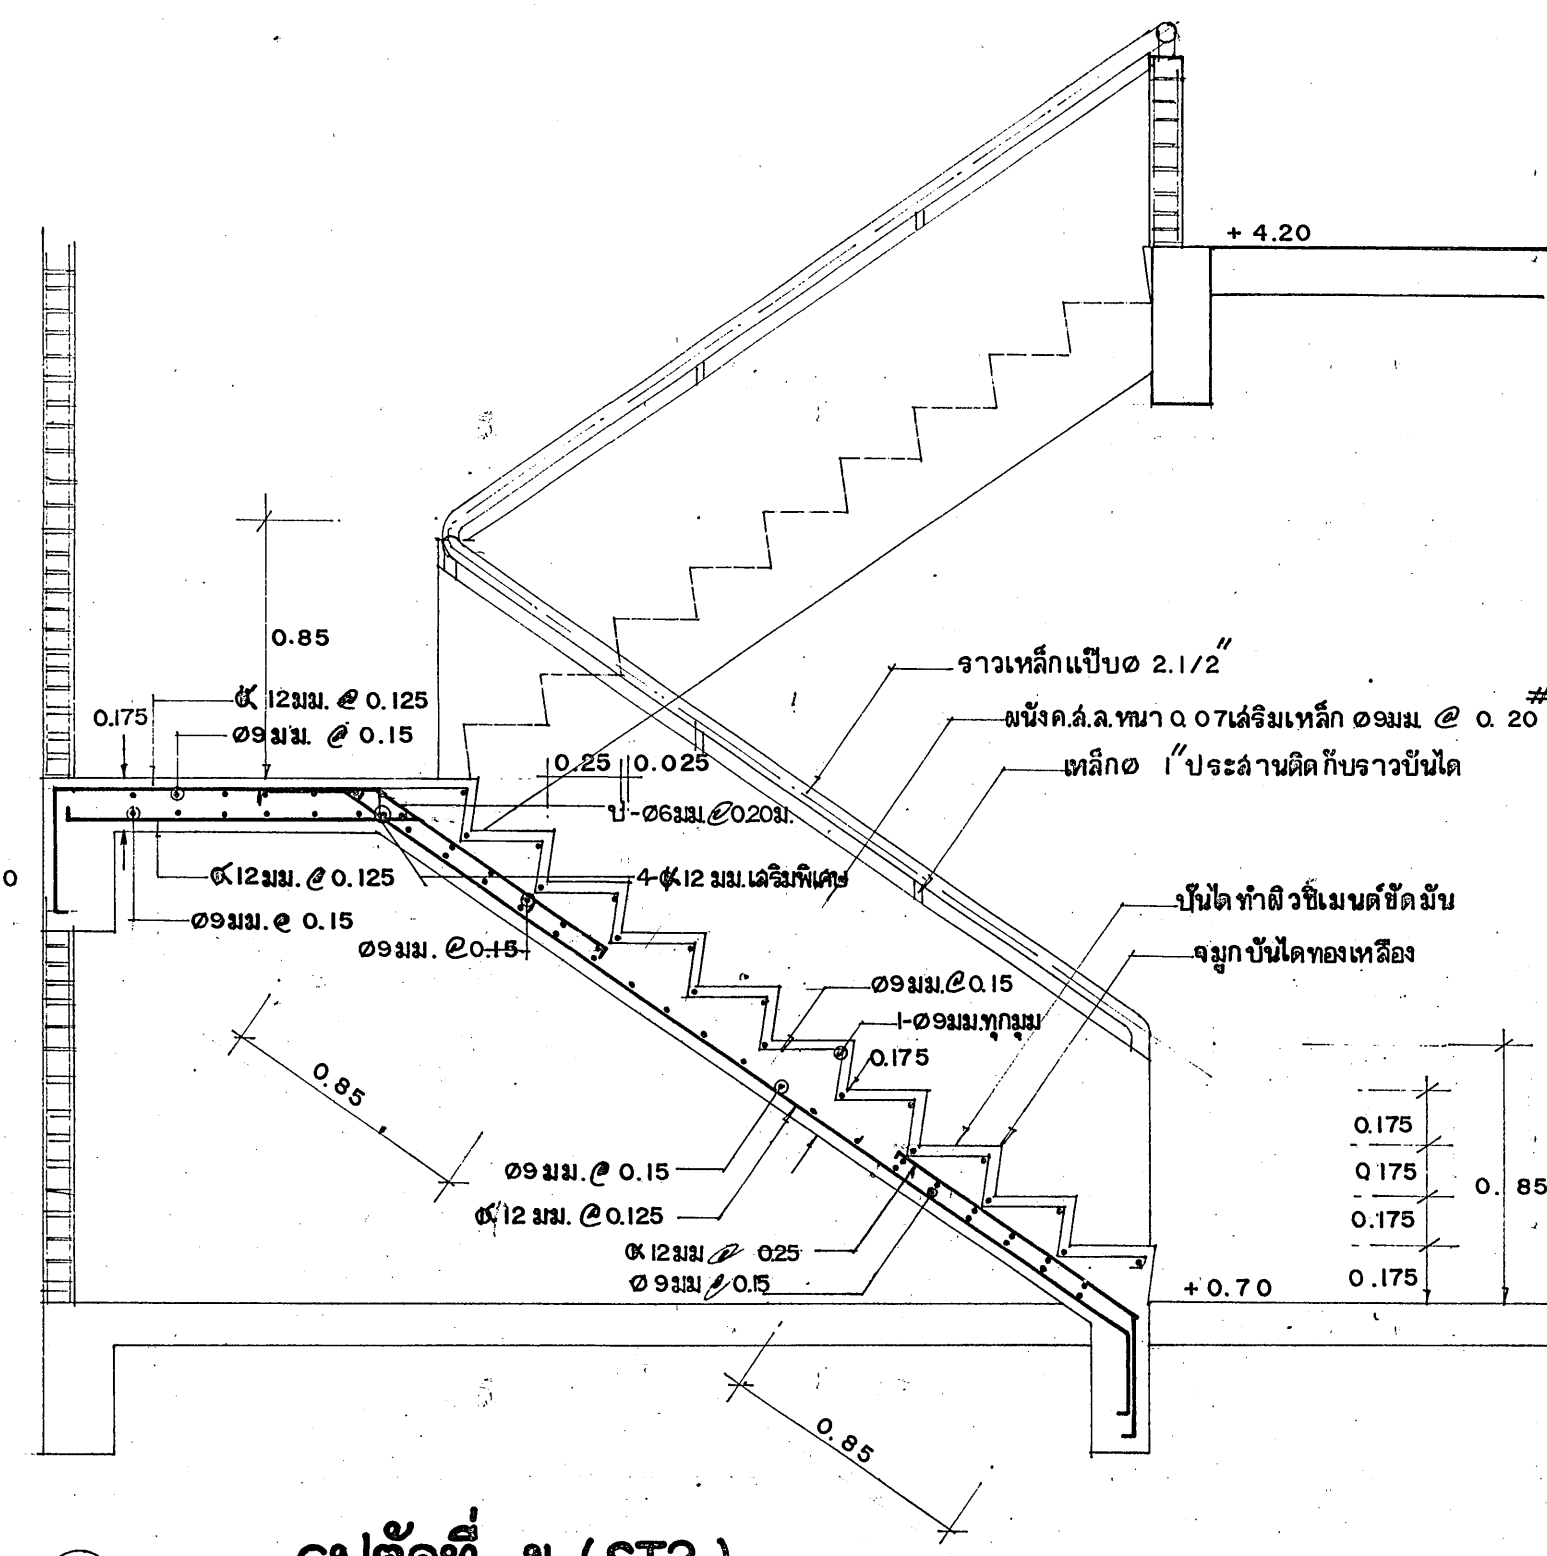 + 4.20
0.85
ราวเหล็กแป๊บø 2.1/2"
ผนังค.ส.ล.หนา 0.07เสริมเหล็ก ø9มม. @ 0.20#
เหล็กø 1" ประสานติดกับราวบันได
12มม. @ 0.125
0.175
ø9มม. @ 0.15
0.25
0.025
ป-ø6มม.@0.20ม.
0
12มม. @ 0.125
4-12 มม.เสริมพิเศษ
ø9มม. @ 0.15
ø9มม. @0.15
บันไดทำผิวซีเมนต์ขัดมัน
จมูกบันไดทองเหลือง
ø9มม.@0.15
1-ø9มม.ทุกมุม
0.175
0.85
0.175
0.175
0.175
0.175
0.85
ø9มม.@ 0.15
12 มม. @0.125
12มม @ 0.25
ø 9มม @ 0.15
+0.70
0.85
รูปตัดที่ ข (ST2)